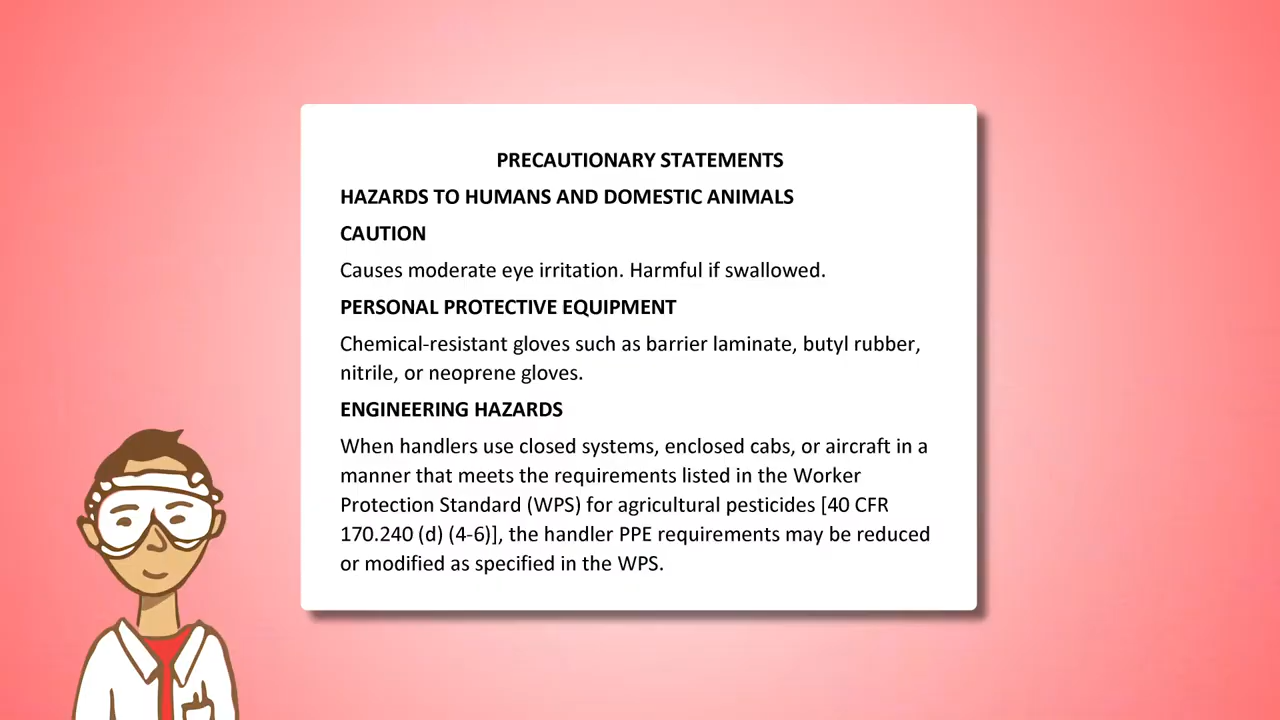 PRECAUTIONARY STATEMENTS
HAZARDS TO HUMANS AND DOMESTIC ANIMALS
CAUTION
Causes moderate eye irritation. Harmful if swallowed.
PERSONAL PROTECTIVE EQUIPMENT
Chemical-resistant gloves such as barrier laminate, butyl rubber,
nitrile, or neoprene gloves.
ENGINEERING HAZARDS
When handlers use closed systems, enclosed cabs, or aircraft in a
manner that meets the requirements listed in the Worker
Protection Standard (WPS) for agricultural pesticides [40 CFR
170.240 (d) (4-6)], the handler PPE requirements may be reduced
or modified as specified in the WPS.